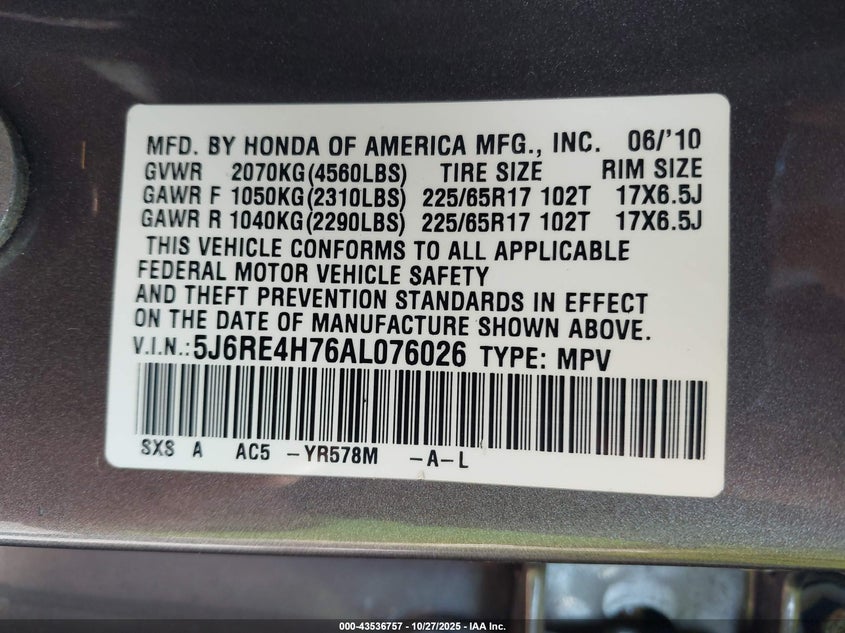 MFD. BY HONDA OF AMERICA MFG., INC. 06/'10
GVWR 2070KG(4560LBS) TIRE SIZE RIM SIZE
GAWR F 1050KG(2310LBS) 225/65R17 102T 17X6.5J
GAWR R 1040KG(2290LBS) 225/65R17 102T 17X6.5J
THIS VEHICLE CONFORMS TO ALL APPLICABLE
FEDERAL MOTOR VEHICLE SAFETY
AND THEFT PREVENTION STANDARDS IN EFFECT
ON THE DATE OF MANUFACTURE SHOWN ABOVE.
V.I.N.:5J6RE4H76AL076026 TYPE: MPV
SXS A AC5 -YR578M -A-L
000-43536757 - 10/27/2025 - IAA Inc.